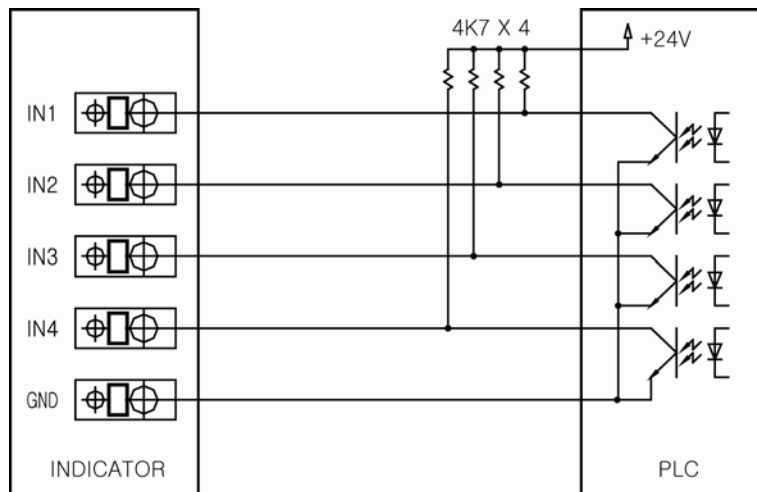 4K7 X 4
+24V
IN1
IN2
IN3
IN4
GND
INDICATOR
PLC